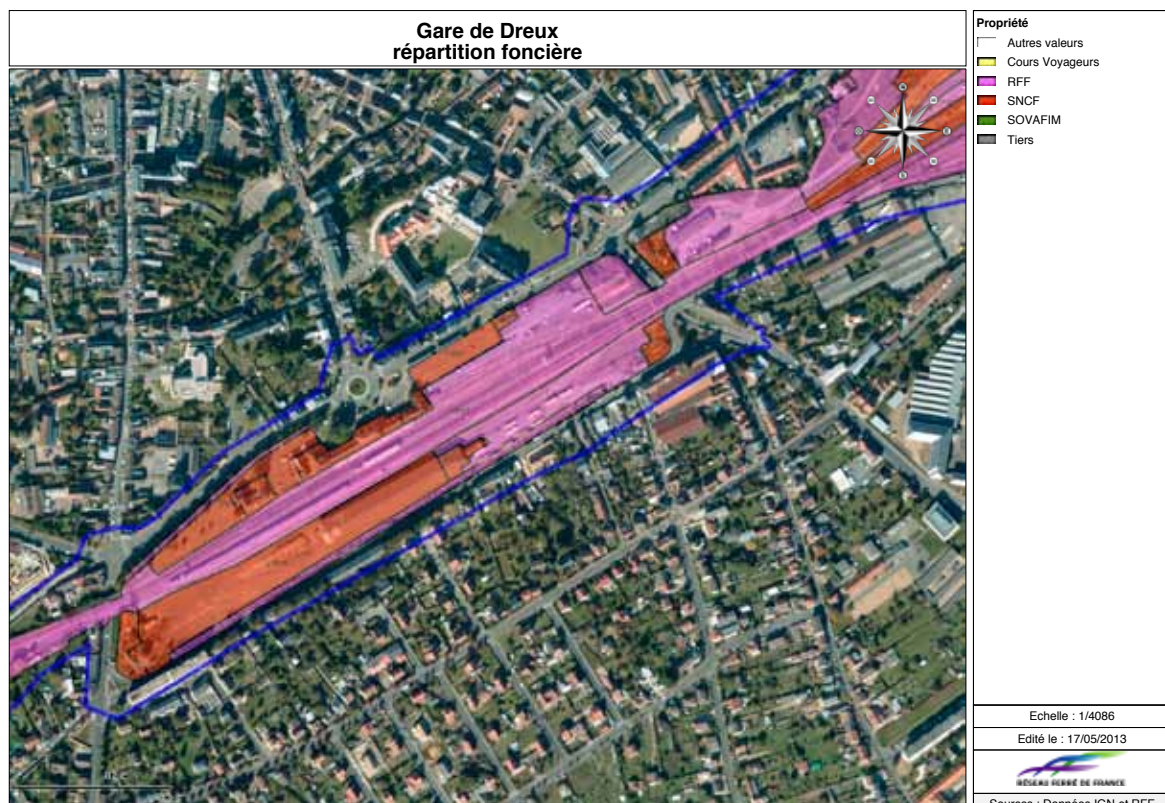 Gare de Dreux
répartition foncière
Propriété
Autres valeurs
Cours Voyageurs
RFF
SNCF
SOVAFIM
Tiers
Echelle : 1/4086
Edité le : 17/05/2013
RÉSEAU FERRÉ DE FRANCE
Sources : Données IGN et RFF